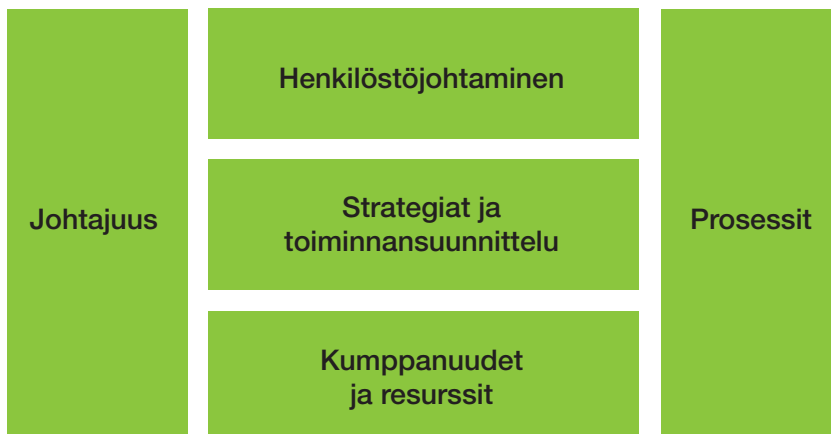 Johtajuus
Henkilöstöjohtaminen
Strategiat ja
toiminnansuunnittelu
Kumppanuudet
ja resurssit
Prosessit